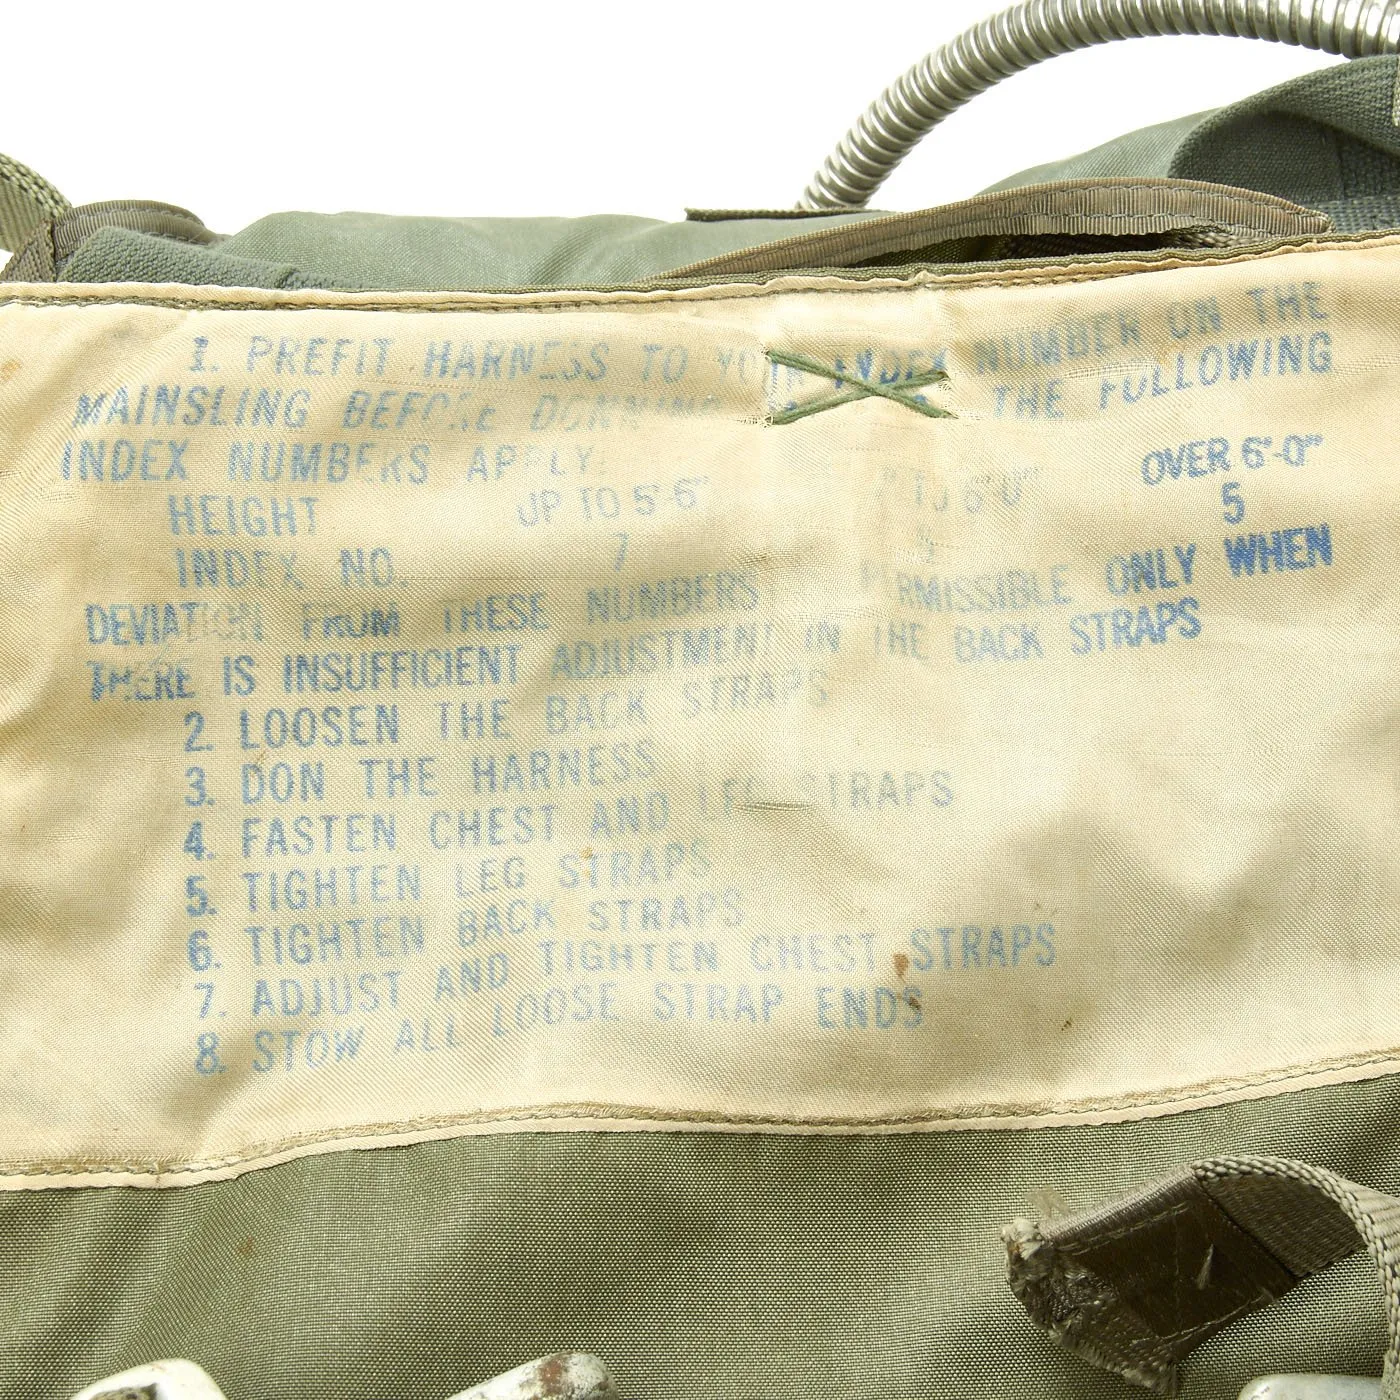 1. PREFIT HARNESS TO YOUR INDEX NUMBER ON THE
MAINSLING BEFORE DONNING THE FOLLOWING
INDEX NUMBERS APPLY:
HEIGHT UP TO 5'-6" TO 6'-0" OVER 6'-0"
INDEX NO. 7 5
DEVIATION FROM THESE NUMBERS PERMISSIBLE ONLY WHEN
THERE IS INSUFFICIENT ADJUSTMENT IN THE BACK STRAPS
2. LOOSEN THE BACK STRAPS
3. DON THE HARNESS
4. FASTEN CHEST AND LEG STRAPS
5. TIGHTEN LEG STRAPS
6. TIGHTEN BACK STRAPS
7. ADJUST AND TIGHTEN CHEST STRAPS
8. STOW ALL LOOSE STRAP ENDS